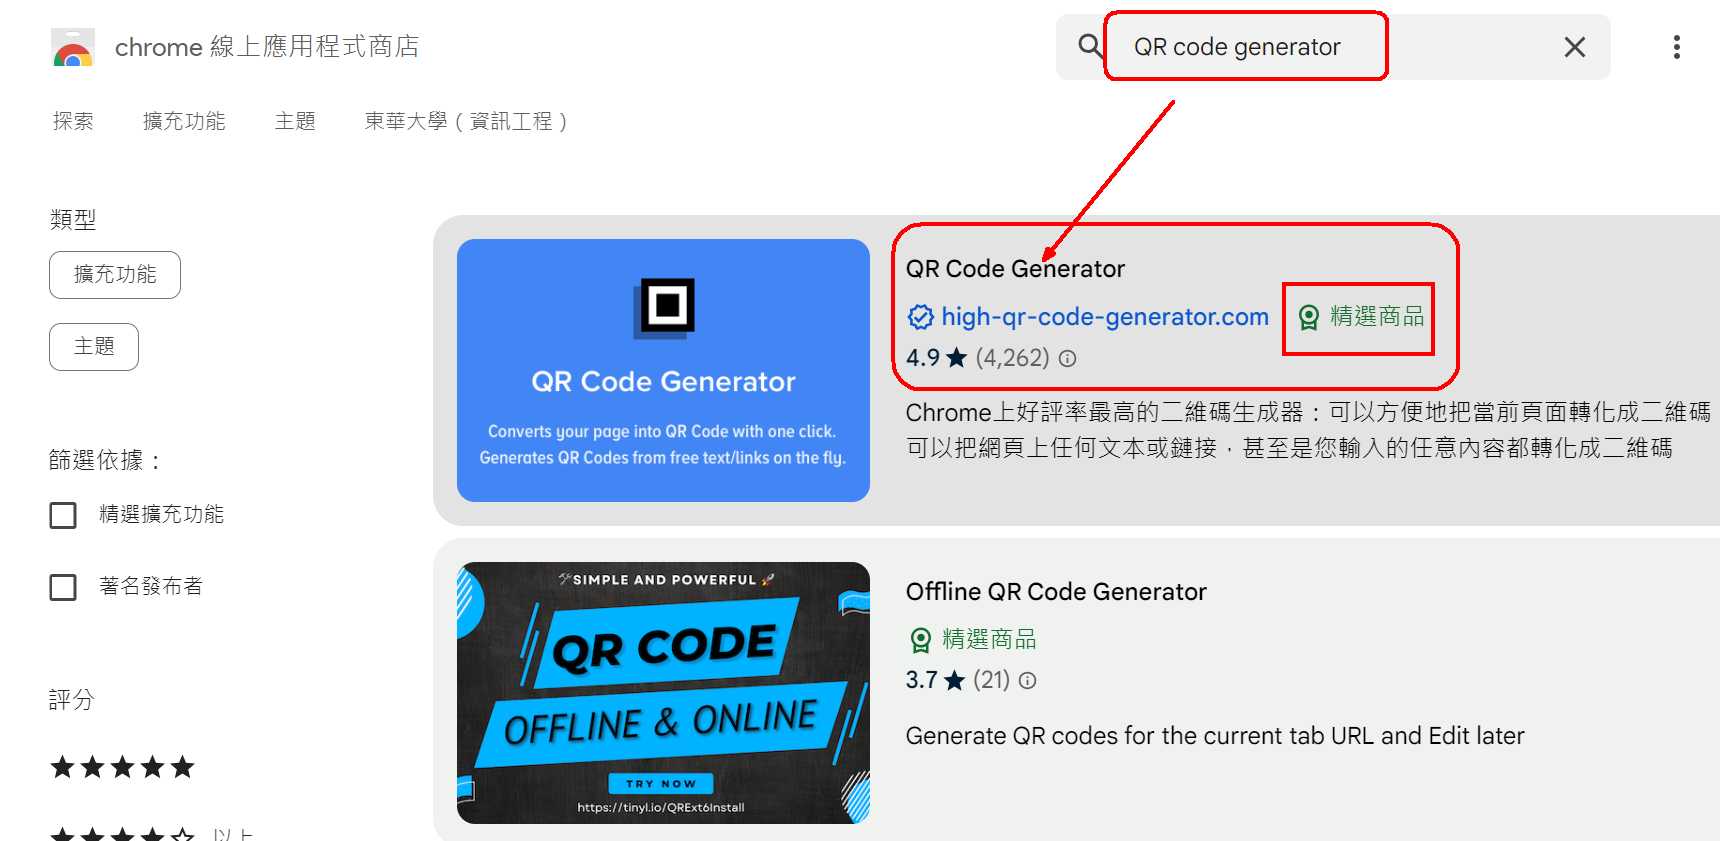 chrome 線上應用程式商店
QR code generator
探索
擴充功能
主題
東華大學（資訊工程）
類型
擴充功能
主題
篩選依據：
精選擴充功能
著名發布者
評分
以上
QR Code Generator
Converts your page into QR Code with one click.
Generates QR Codes from free text/links on the fly.
QR Code Generator
high-qr-code-generator.com
精選商品
4.9 ★ (4,262)
Chrome上好評率最高的二維碼生成器：可以方便地把當前頁面轉化成二維碼
可以把網頁上任何文本或鏈接，甚至是您輸入的任意內容都轉化成二維碼
SIMPLE AND POWERFUL
QR CODE
OFFLINE & ONLINE
TRY NOW
https://tinyl.io/QRExt6Install
Offline QR Code Generator
精選商品
3.7 ★ (21)
Generate QR codes for the current tab URL and Edit later